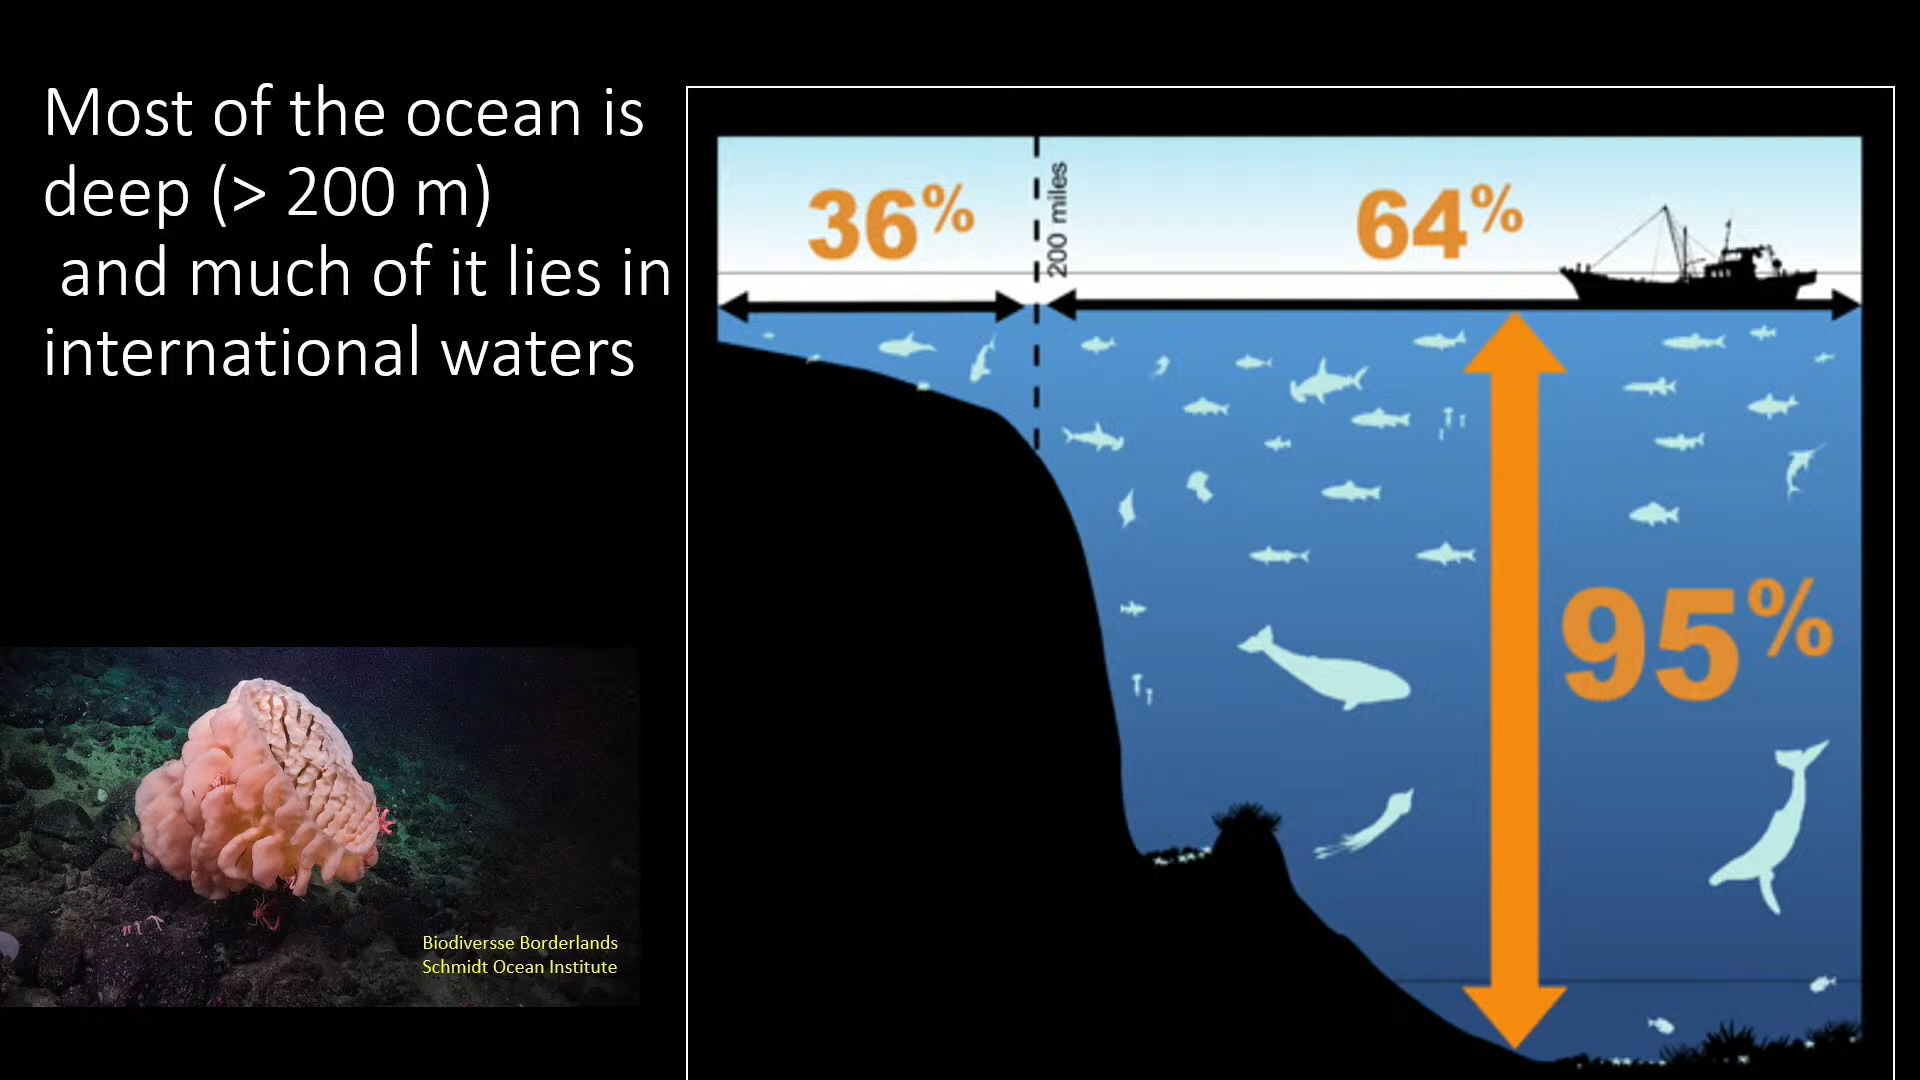 Most of the ocean is
deep (> 200 m)
and much of it lies in
international waters
36%
200 miles
64%
95%
Biodiversse Borderlands
Schmidt Ocean Institute